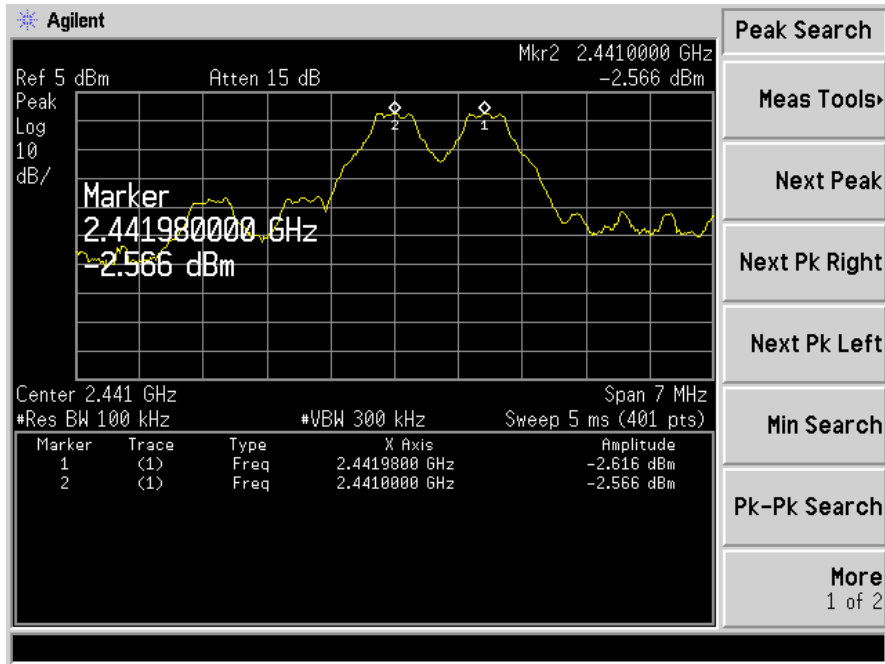 Agilent
Peak Search
Mkr2 2.4410000 GHz
Ref 5 dBm Atten 15 dB -2.566 dBm
Peak
Log
10
dB/
2
1
Marker
2.441980000 GHz
-2.566 dBm
Center 2.441 GHz Span 7 MHz
#Res BW 100 kHz #VBW 300 kHz Sweep 5 ms (401 pts)
Marker Trace Type X Axis Amplitude
1 (1) Freq 2.4419800 GHz -2.616 dBm
2 (1) Freq 2.4410000 GHz -2.566 dBm
Meas Tools
Next Peak
Next Pk Right
Next Pk Left
Min Search
Pk-Pk Search
More
1 of 2